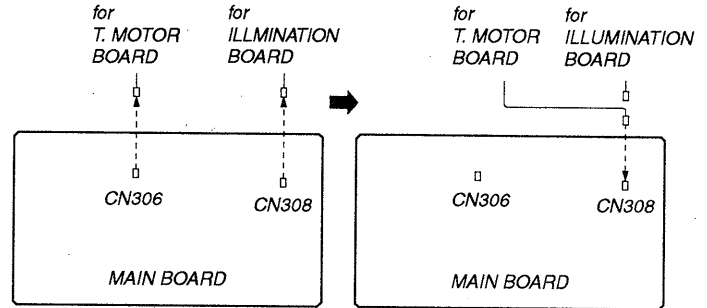 for
T. MOTOR
BOARD
for
ILLMINATION
BOARD
CN306
CN308
MAIN BOARD
for
T. MOTOR
BOARD
for
ILLUMINATION
BOARD
CN306
CN308
MAIN BOARD